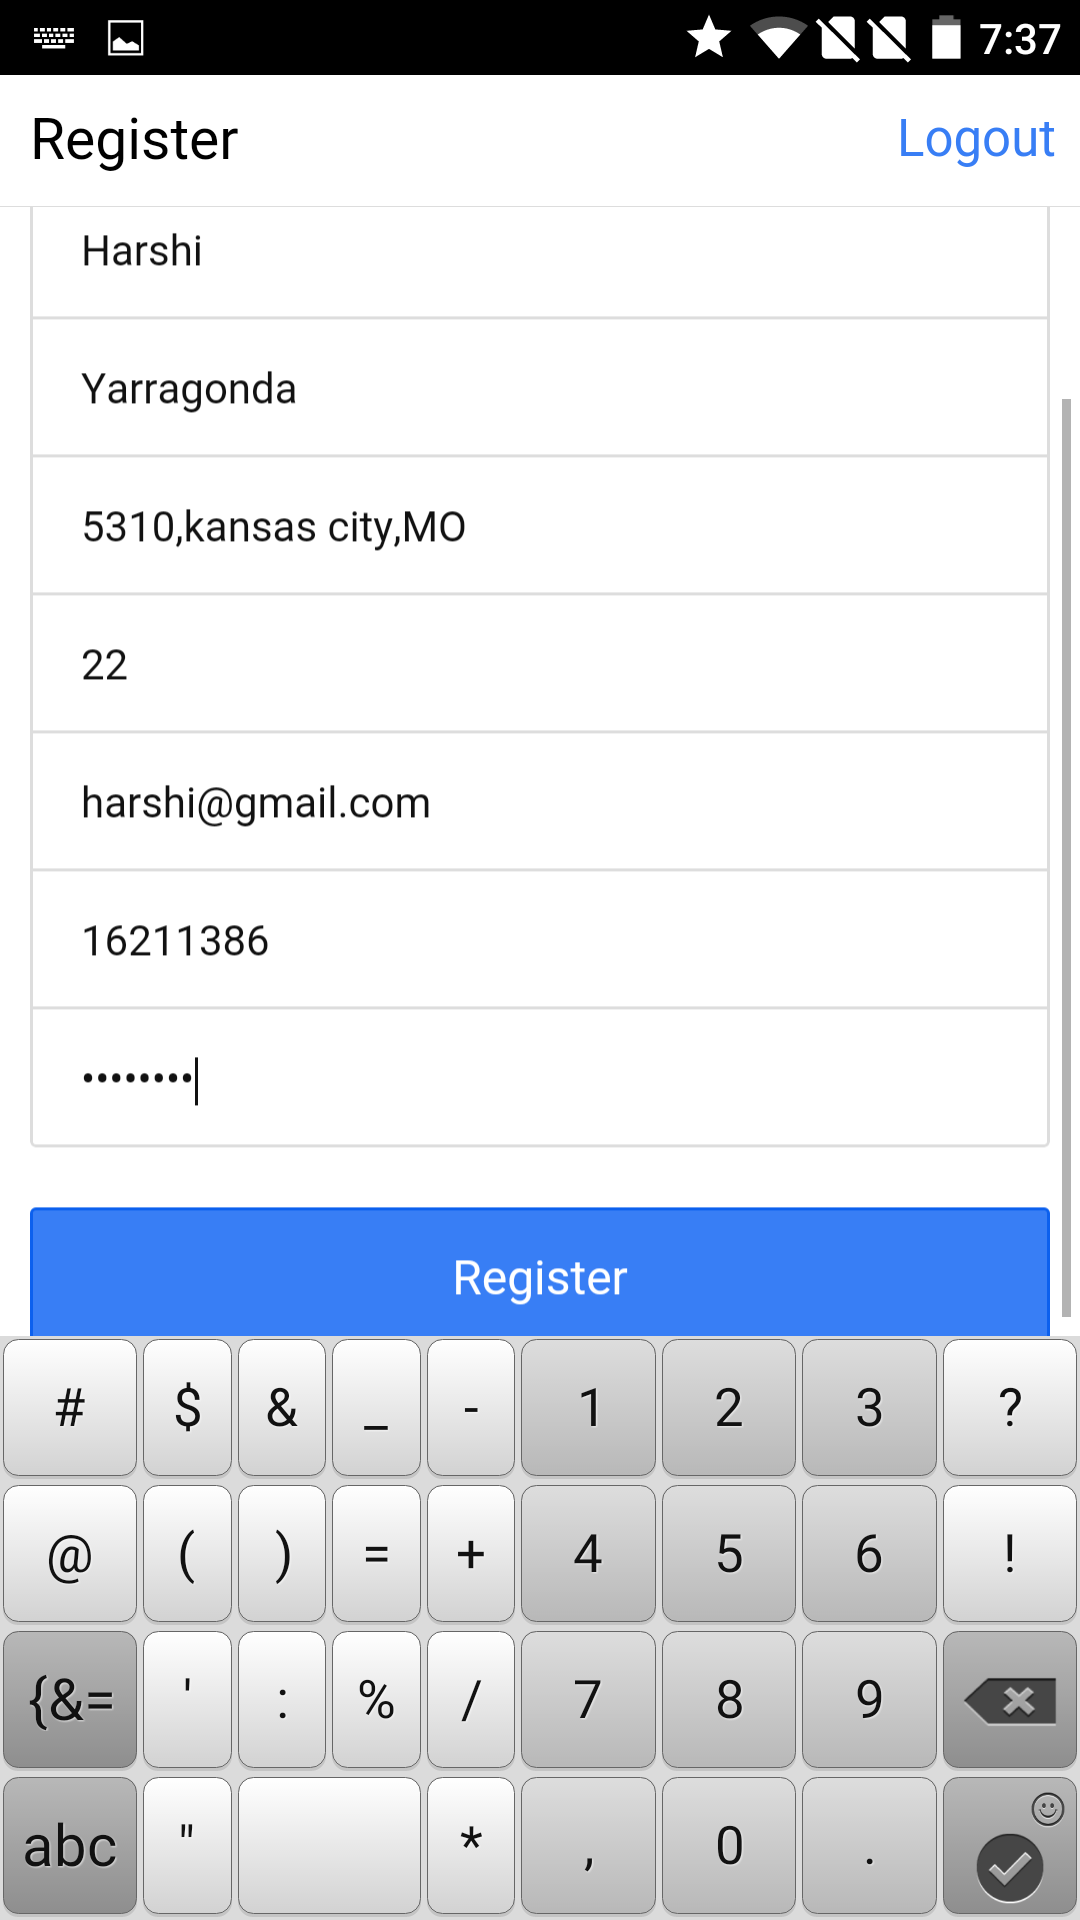 7:37
Register Logout
Harshi
Yarragonda
5310,kansas city,MO
22
harshi@gmail.com
16211386
••••••••
Register
# $ & _ - 1 2 3 ?
@ ( ) = + 4 5 6 !
{&= ' : % / 7 8 9
abc " * , 0 .